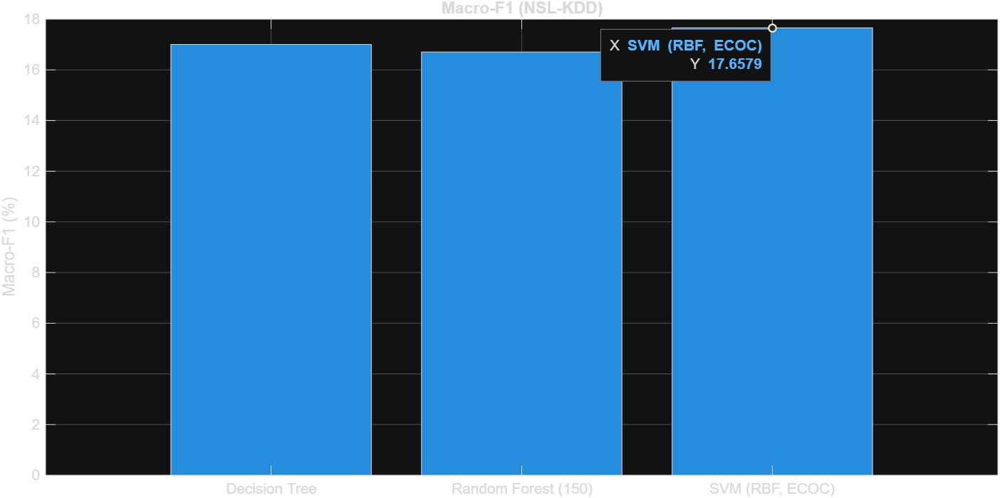 Macro-F1 (NSL-KDD)
18
16
14
12
10
8
6
4
2
0
Macro-F1 (%)
X SVM (RBF, ECOC)
Y 17.6579
Decision Tree
Random Forest (150)
SVM (RBF, ECOC)